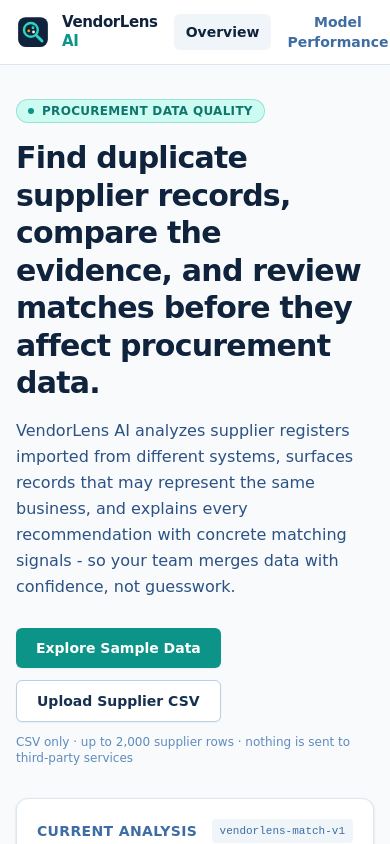 VendorLens
AI
Overview
Model
Performance
PROCUREMENT DATA QUALITY
Find duplicate
supplier records,
compare the
evidence, and review
matches before they
affect procurement
data.
VendorLens AI analyzes supplier registers
imported from different systems, surfaces
records that may represent the same
business, and explains every
recommendation with concrete matching
signals - so your team merges data with
confidence, not guesswork.
Explore Sample Data
Upload Supplier CSV
CSV only · up to 2,000 supplier rows · nothing is sent to
third-party services
CURRENT ANALYSIS
vendorlens-match-v1